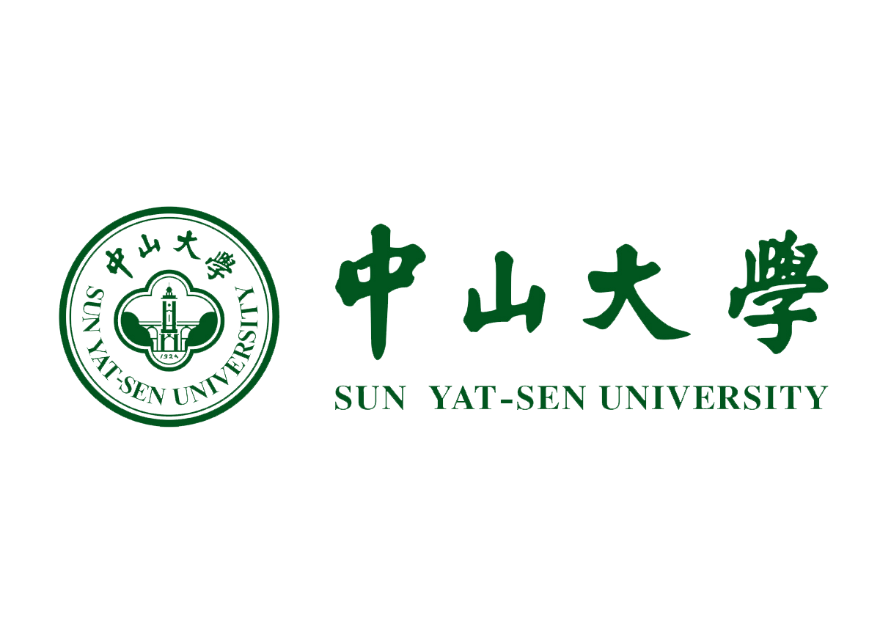 中山大學
SUN YAT-SEN UNIVERSITY
1924
中山大學
SUN YAT-SEN UNIVERSITY